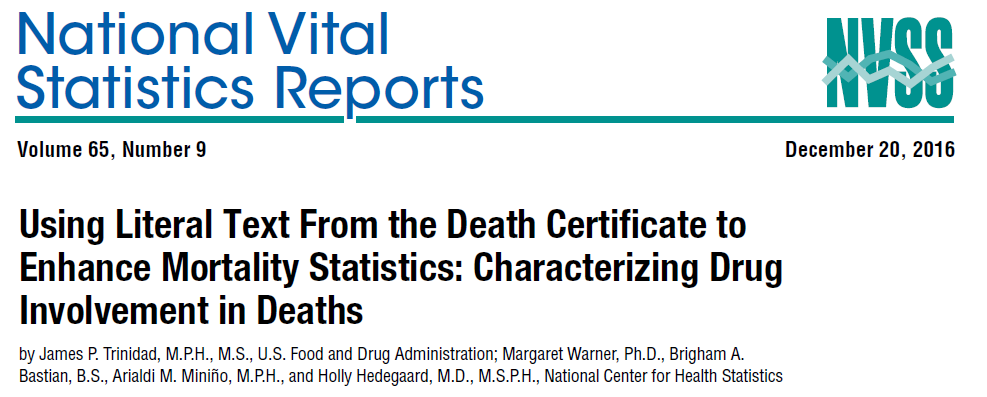 National Vital
Statistics Reports
NVSS
Volume 65, Number 9
December 20, 2016
Using Literal Text From the Death Certificate to
Enhance Mortality Statistics: Characterizing Drug
Involvement in Deaths
by James P. Trinidad, M.P.H., M.S., U.S. Food and Drug Administration; Margaret Warner, Ph.D., Brigham A.
Bastian, B.S., Arialdi M. Miniño, M.P.H., and Holly Hedegaard, M.D., M.S.P.H., National Center for Health Statistics